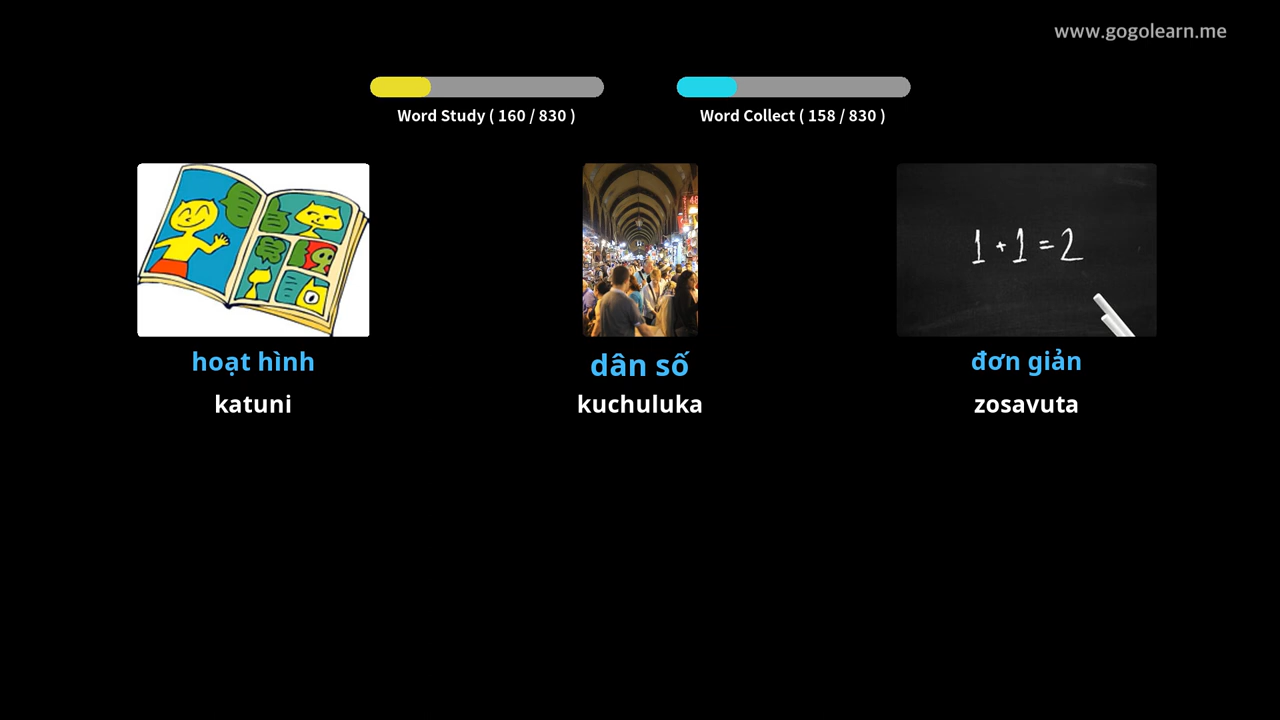 www.gogolearn.me
Word Study ( 160 / 830 )
Word Collect ( 158 / 830 )
1 + 1 = 2
hoạt hình
katuni
dân số
kuchuluka
đơn giản
zosavuta